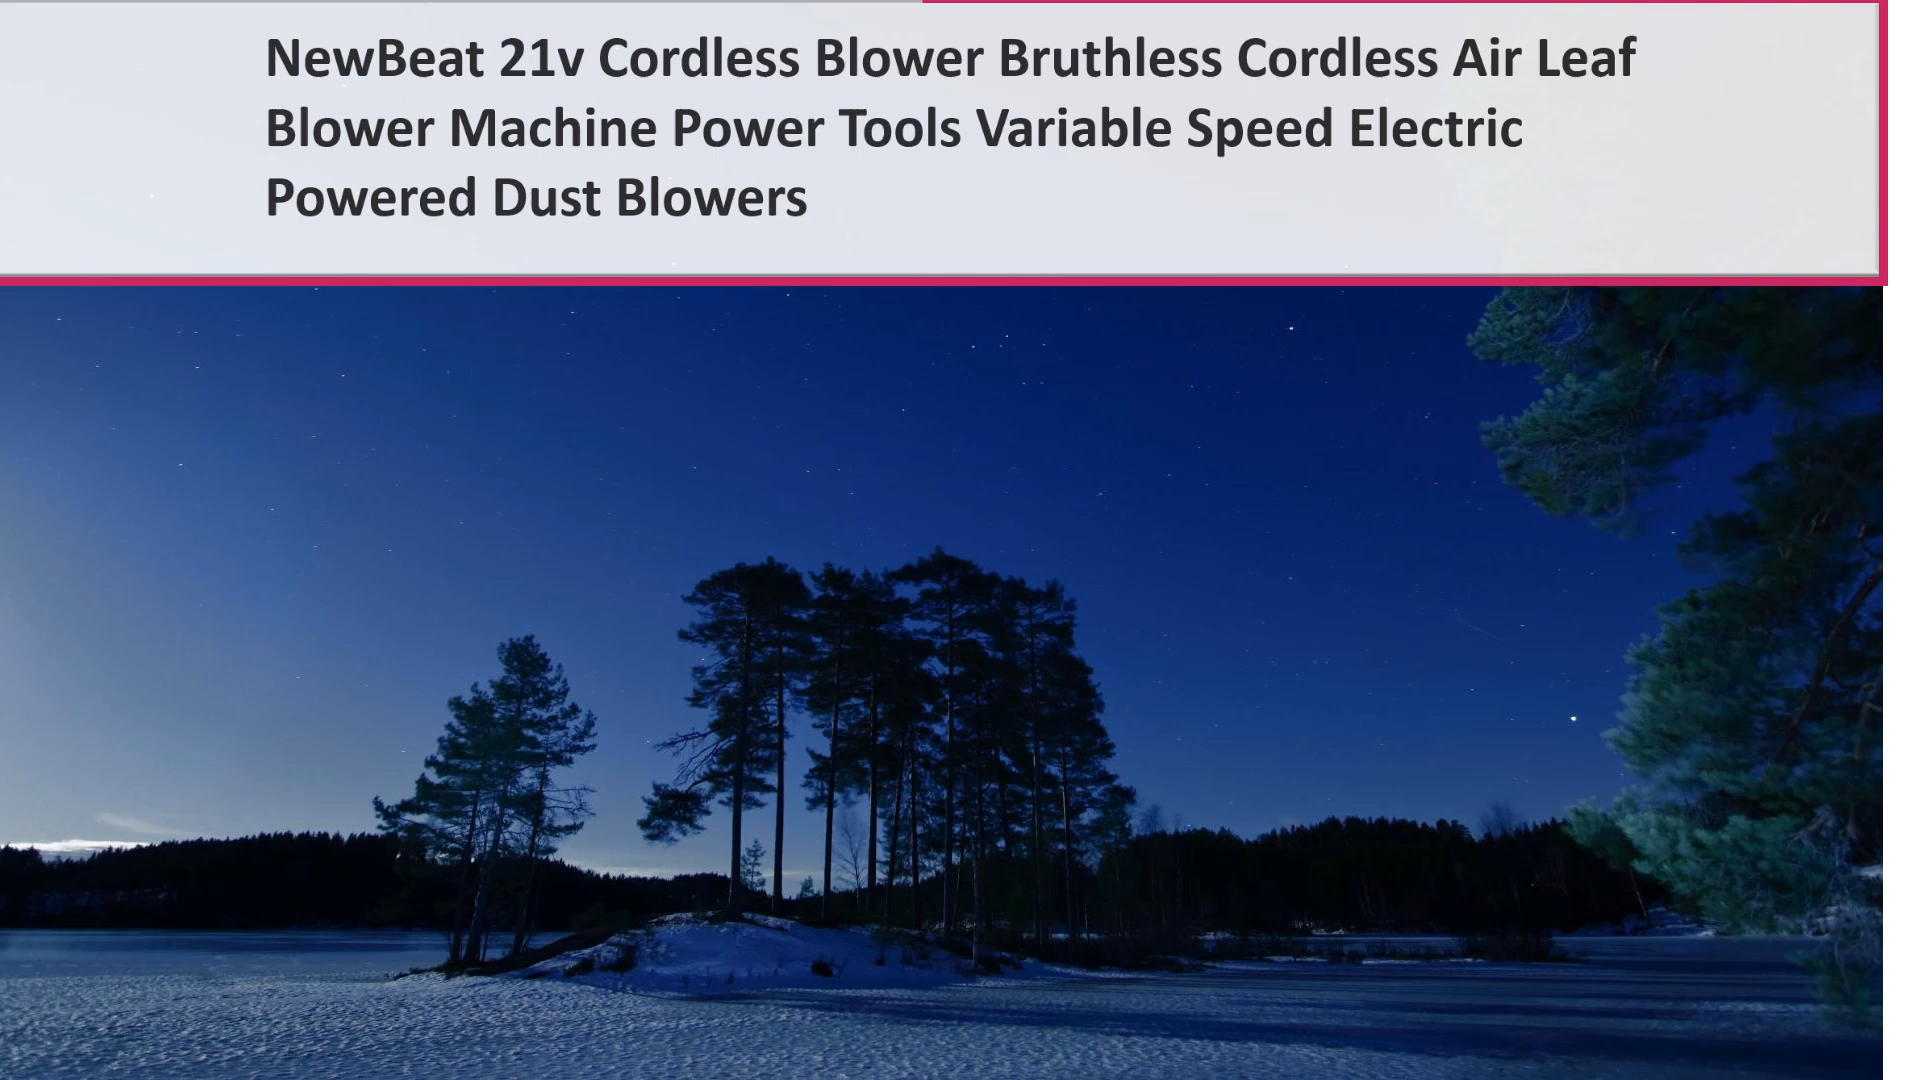 NewBeat 21v Cordless Blower Bruthless Cordless Air Leaf
Blower Machine Power Tools Variable Speed Electric
Powered Dust Blowers